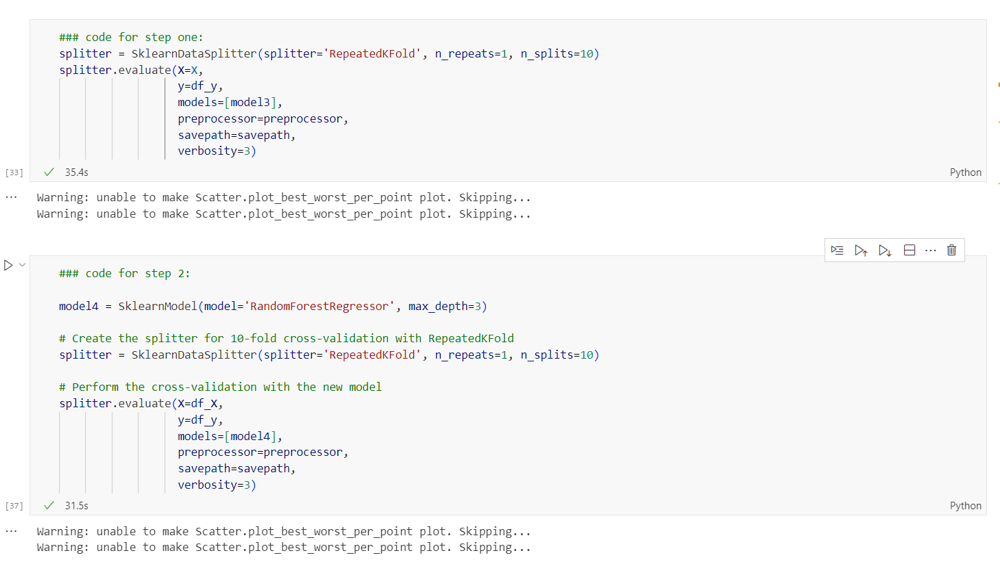 ### code for step one:
splitter = SklearnDataSplitter(splitter='RepeatedKFold', n_repeats=1, n_splits=10)
splitter.evaluate(X=X,
y=df_y,
models=[model3],
preprocessor=preprocessor,
savepath=savepath,
verbosity=3)
[33] 35.4s Python
... Warning: unable to make Scatter.plot_best_worst_per_point plot. Skipping...
Warning: unable to make Scatter.plot_best_worst_per_point plot. Skipping...
### code for step 2:
model4 = SklearnModel(model='RandomForestRegressor', max_depth=3)
# Create the splitter for 10-fold cross-validation with RepeatedKFold
splitter = SklearnDataSplitter(splitter='RepeatedKFold', n_repeats=1, n_splits=10)
# Perform the cross-validation with the new model
splitter.evaluate(X=df_X,
y=df_y,
models=[model4],
preprocessor=preprocessor,
savepath=savepath,
verbosity=3)
[37] 31.5s Python
... Warning: unable to make Scatter.plot_best_worst_per_point plot. Skipping...
Warning: unable to make Scatter.plot_best_worst_per_point plot. Skipping...